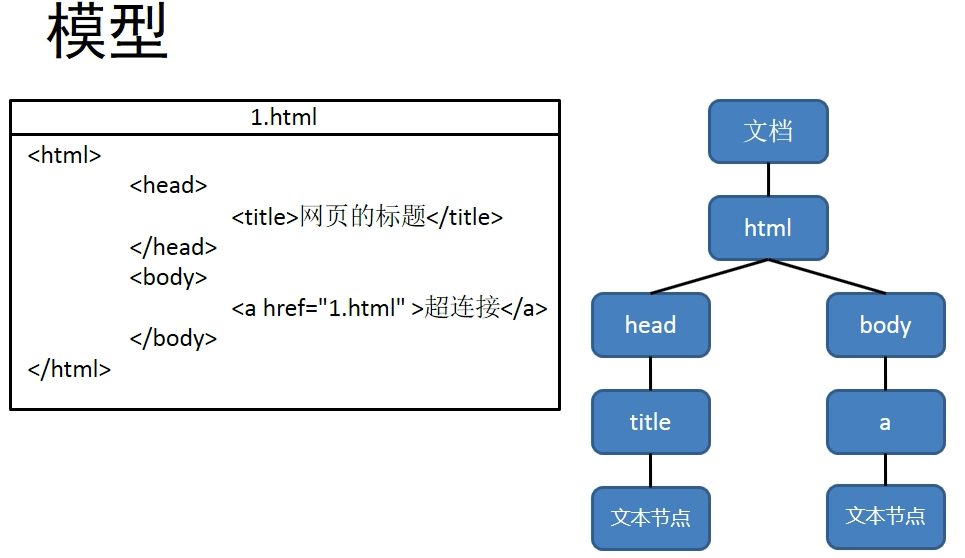 模型
1.html
<html>
<head>
<title>网页的标题</title>
</head>
<body>
<a href="1.html" >超连接</a>
</body>
</html>
文档
html
head
body
title
a
文本节点
文本节点